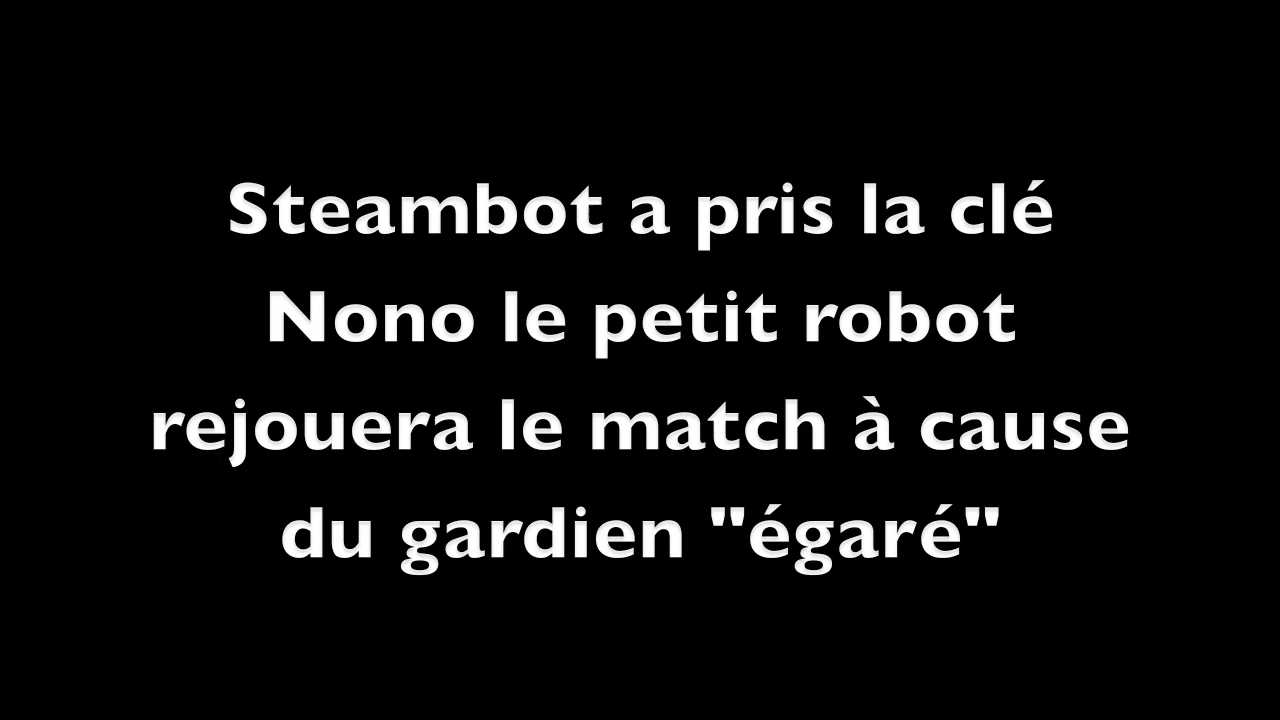 Steambot a pris la clé
Nono le petit robot
rejouera le match à cause
du gardien "égaré"